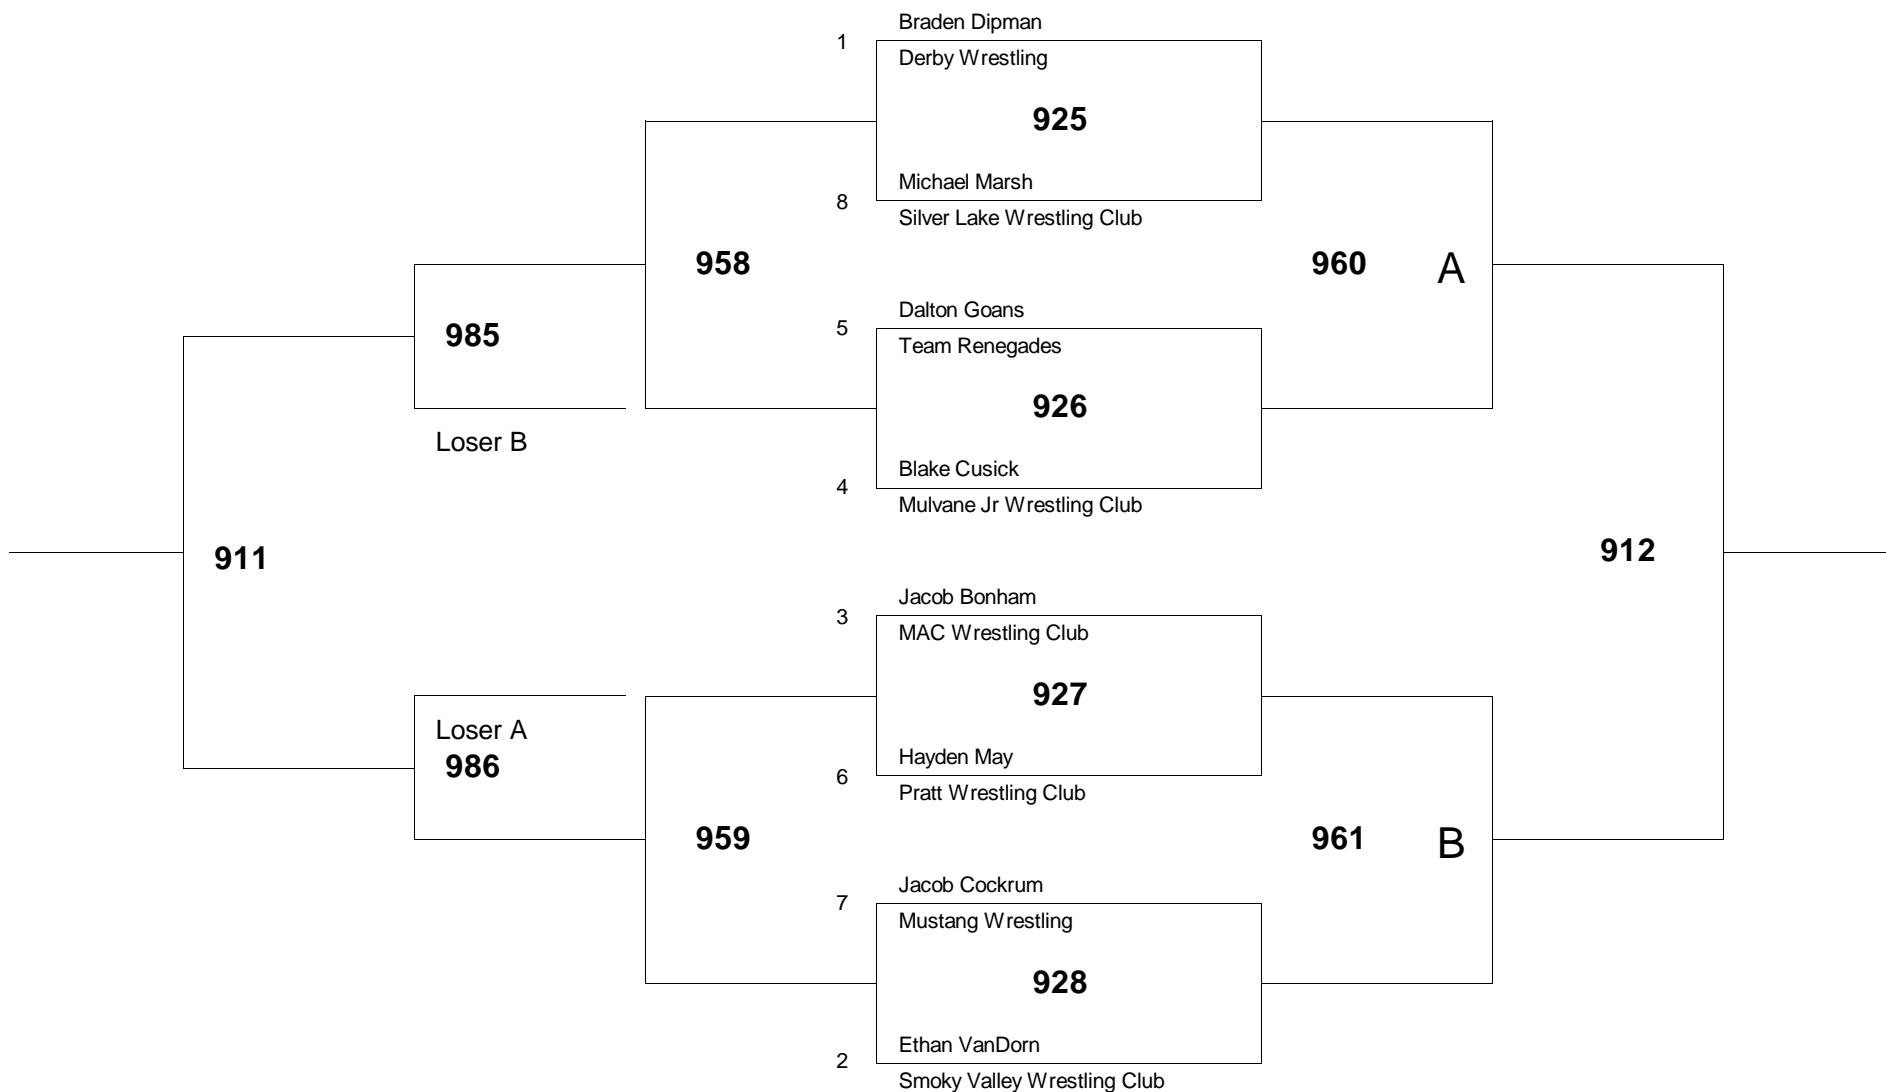 Braden Dipman
1
Derby Wrestling
925
Michael Marsh
8
Silver Lake Wrestling Club
958
960 A
Dalton Goans
5
985
Team Renegades
926
Loser B
Blake Cusick
4
Mulvane Jr Wrestling Club
911
912
Jacob Bonham
3
MAC Wrestling Club
927
Loser A
986
Hayden May
6
Pratt Wrestling Club
959
961 B
Jacob Cockrum
7
Mustang Wrestling
928
Ethan VanDorn
2
Smoky Valley Wrestling Club